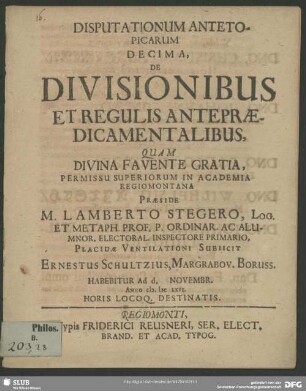 DISPUTATIONUM ANTETO-
PICARUM
DECIMA,
DE
DIVISIONIBUS
ET REGULIS ANTEPRÆ-
DICAMENTALIBUS,
QUAM
DIVINA FAVENTE GRATIA,
PERMISSU SUPERIORUM IN ACADEMIA
REGIOMONTANA
PRÆSIDE
M. LAMBERTO STEGERO, LOG.
ET METAPH. PROF. P. ORDINAR. AC ALU-
MNOR. ELECTORAL. INSPECTORE PRIMARIO,
PLACIDÆ VENTILATIONI SUBJICIT
ERNESTUS SCHULTZIUS, MARGRABOV. BORUSS.
HABEBITUR Ad d. NOVEMBR.
HORIS LOCOQ. DESTINATIS.
REGIOMONTI,
Typis FRIDERICI REUSNERI, SER. ELECT.
BRAND. ET ACAD. TYPOG.
Philos.
SLUB